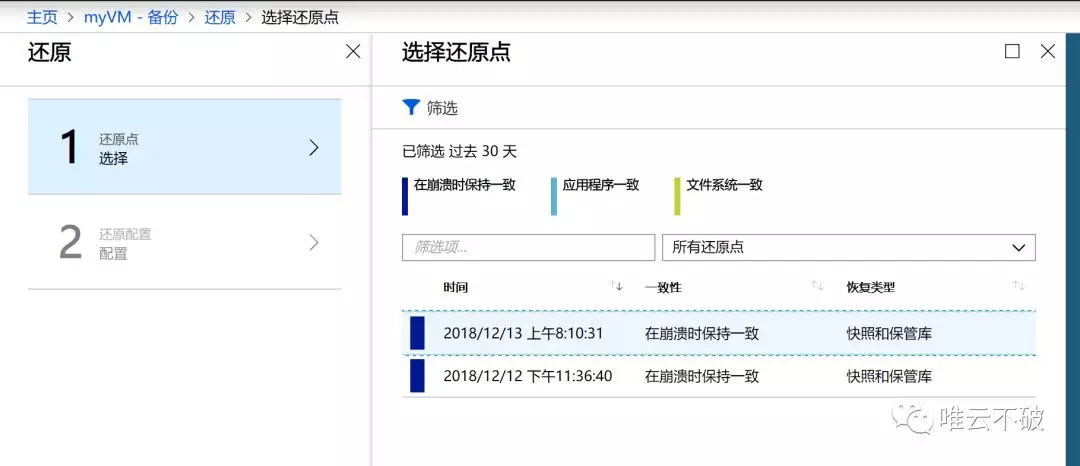 主页 > myVM - 备份 > 还原 > 选择还原点
还原
1
还原点
选择
2
还原配置
配置
选择还原点
筛选
已筛选 过去 30 天
在崩溃时保持一致 应用程序一致 文件系统一致
筛选项... 所有还原点
时间 一致性 恢复类型
2018/12/13 上午8:10:31 在崩溃时保持一致 快照和保管库
2018/12/12 下午11:36:40 在崩溃时保持一致 快照和保管库
唯云不破